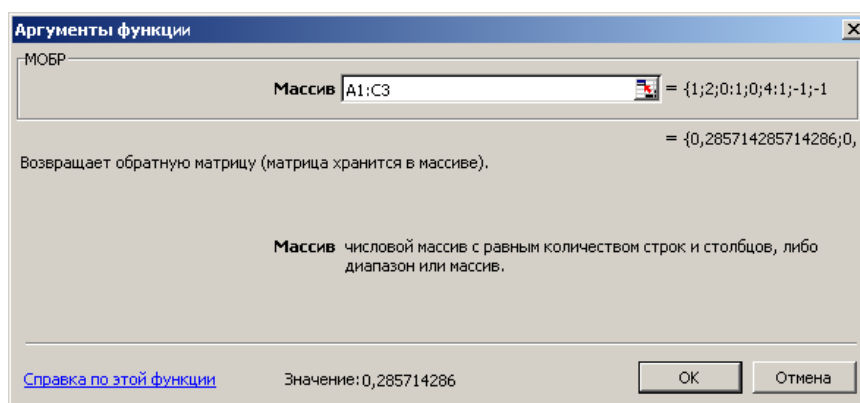 Аргументы функции
МОБР
Массив A1:C3 = {1;2;0:1;0;4:1;-1;-1
= {0,285714285714286;0,
Возвращает обратную матрицу (матрица хранится в массиве).
Массив числовой массив с равным количеством строк и столбцов, либо
диапазон или массив.
Справка по этой функции Значение:0,285714286 ОК Отмена